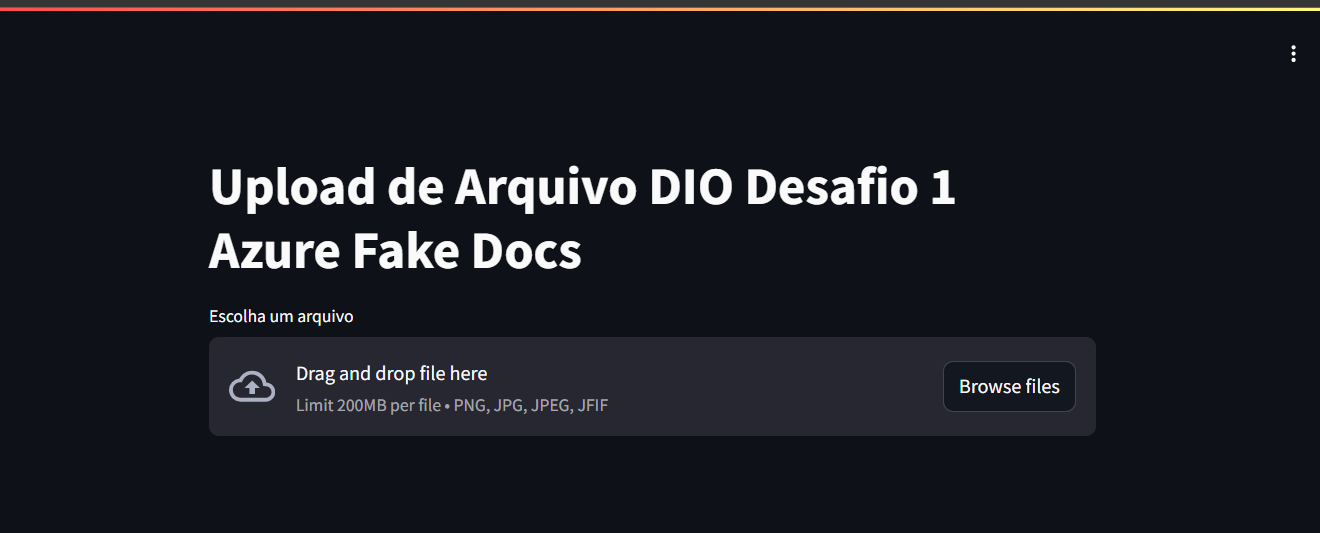 Upload de Arquivo DIO Desafio 1
Azure Fake Docs
Escolha um arquivo
Drag and drop file here
Limit 200MB per file • PNG, JPG, JPEG, JFIF
Browse files